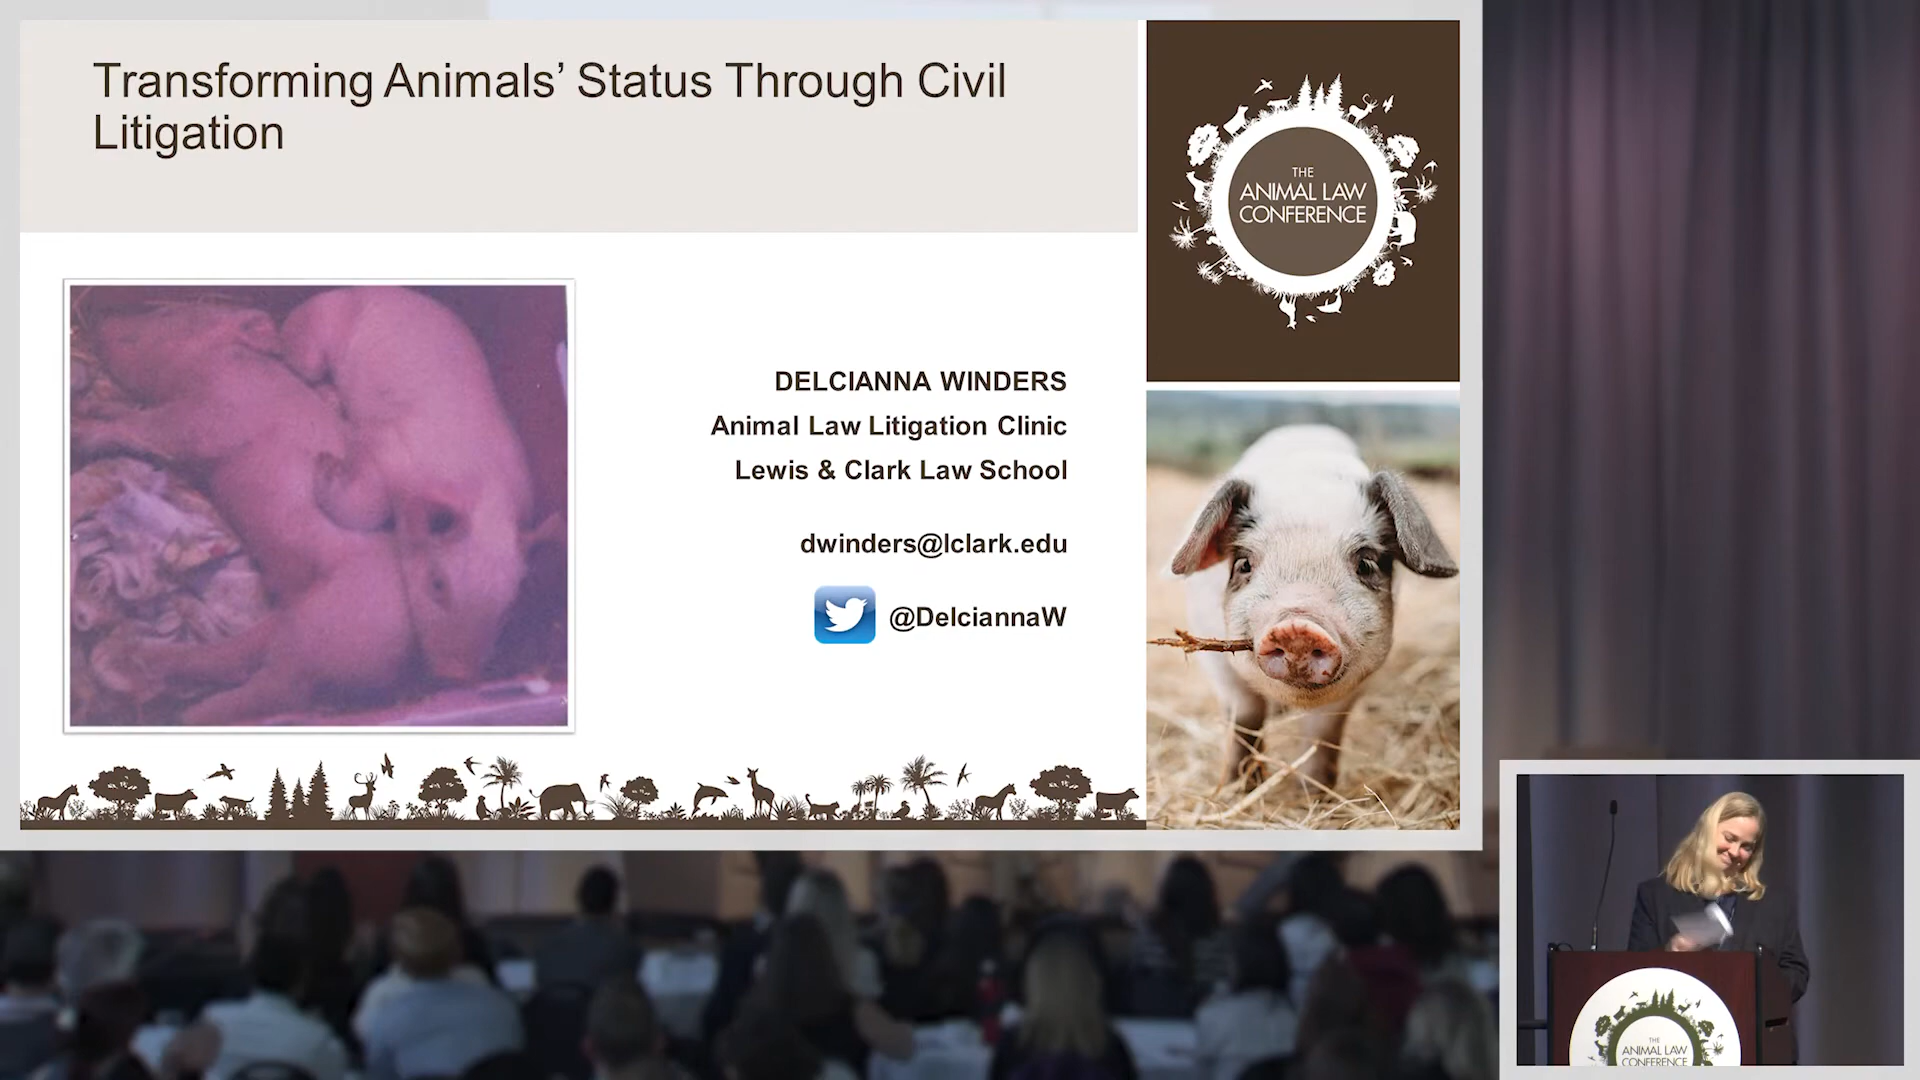 Transforming Animals’ Status Through Civil
Litigation
THE
ANIMAL LAW
CONFERENCE
DELCIANNA WINDERS
Animal Law Litigation Clinic
Lewis & Clark Law School
dwinders@lclark.edu
@DelciannaW
THE
ANIMAL LAW
CONFERENCE